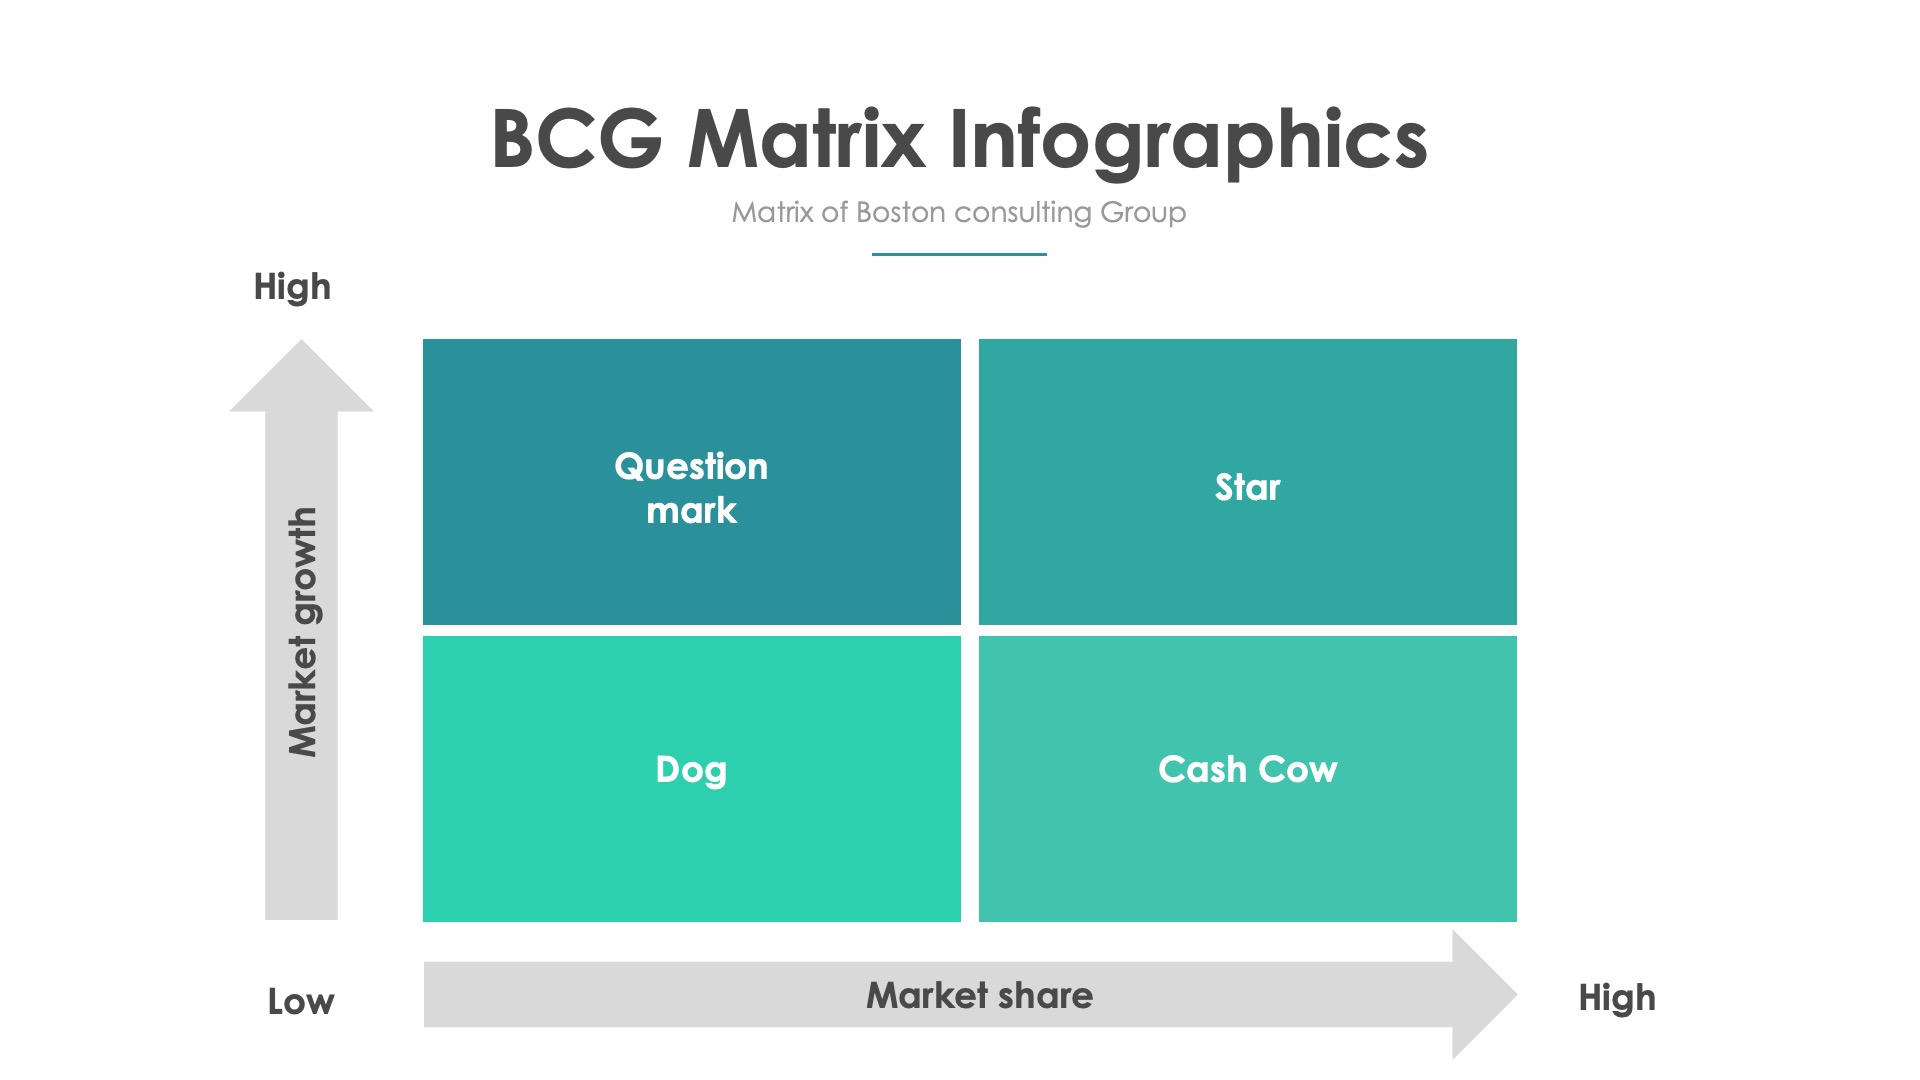 BCG Matrix Infographics
Matrix of Boston consulting Group
High
Market growth
Question
mark
Star
Dog
Cash Cow
Low
Market share
High